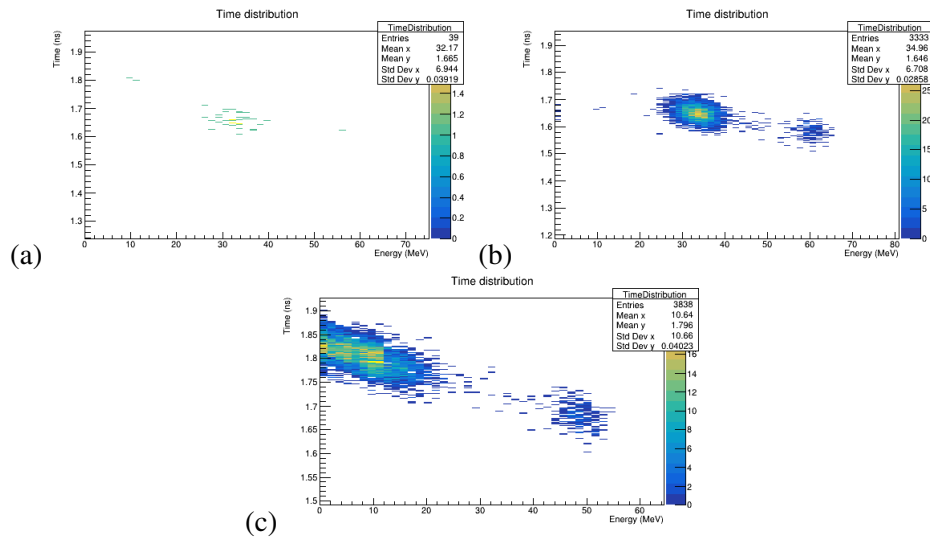 Time distribution
TimeDistribution
Entries 39
Mean x 32.17
Mean y 1.665
Std Dev x 6.944
Std Dev y 0.03919
Time (ns)
1.9
1.8
1.7
1.6
1.5
1.4
1.3
0 10 20 30 40 50 60 70
Energy (MeV)
1.4
1.2
1
0.8
0.6
0.4
0.2
0
(a)
Time distribution
TimeDistribution
Entries 3333
Mean x 34.96
Mean y 1.646
Std Dev x 6.708
Std Dev y 0.02858
Time (ns)
1.9
1.8
1.7
1.6
1.5
1.4
1.3
1.2
0 10 20 30 40 50 60 70 80
Energy (MeV)
25
20
15
10
5
0
(b)
Time distribution
TimeDistribution
Entries 3838
Mean x 10.64
Mean y 1.796
Std Dev x 10.66
Std Dev y 0.04023
Time (ns)
1.9
1.85
1.8
1.75
1.7
1.65
1.6
1.55
1.5
0 10 20 30 40 50 60
Energy (MeV)
16
14
12
10
8
6
4
2
0
(c)